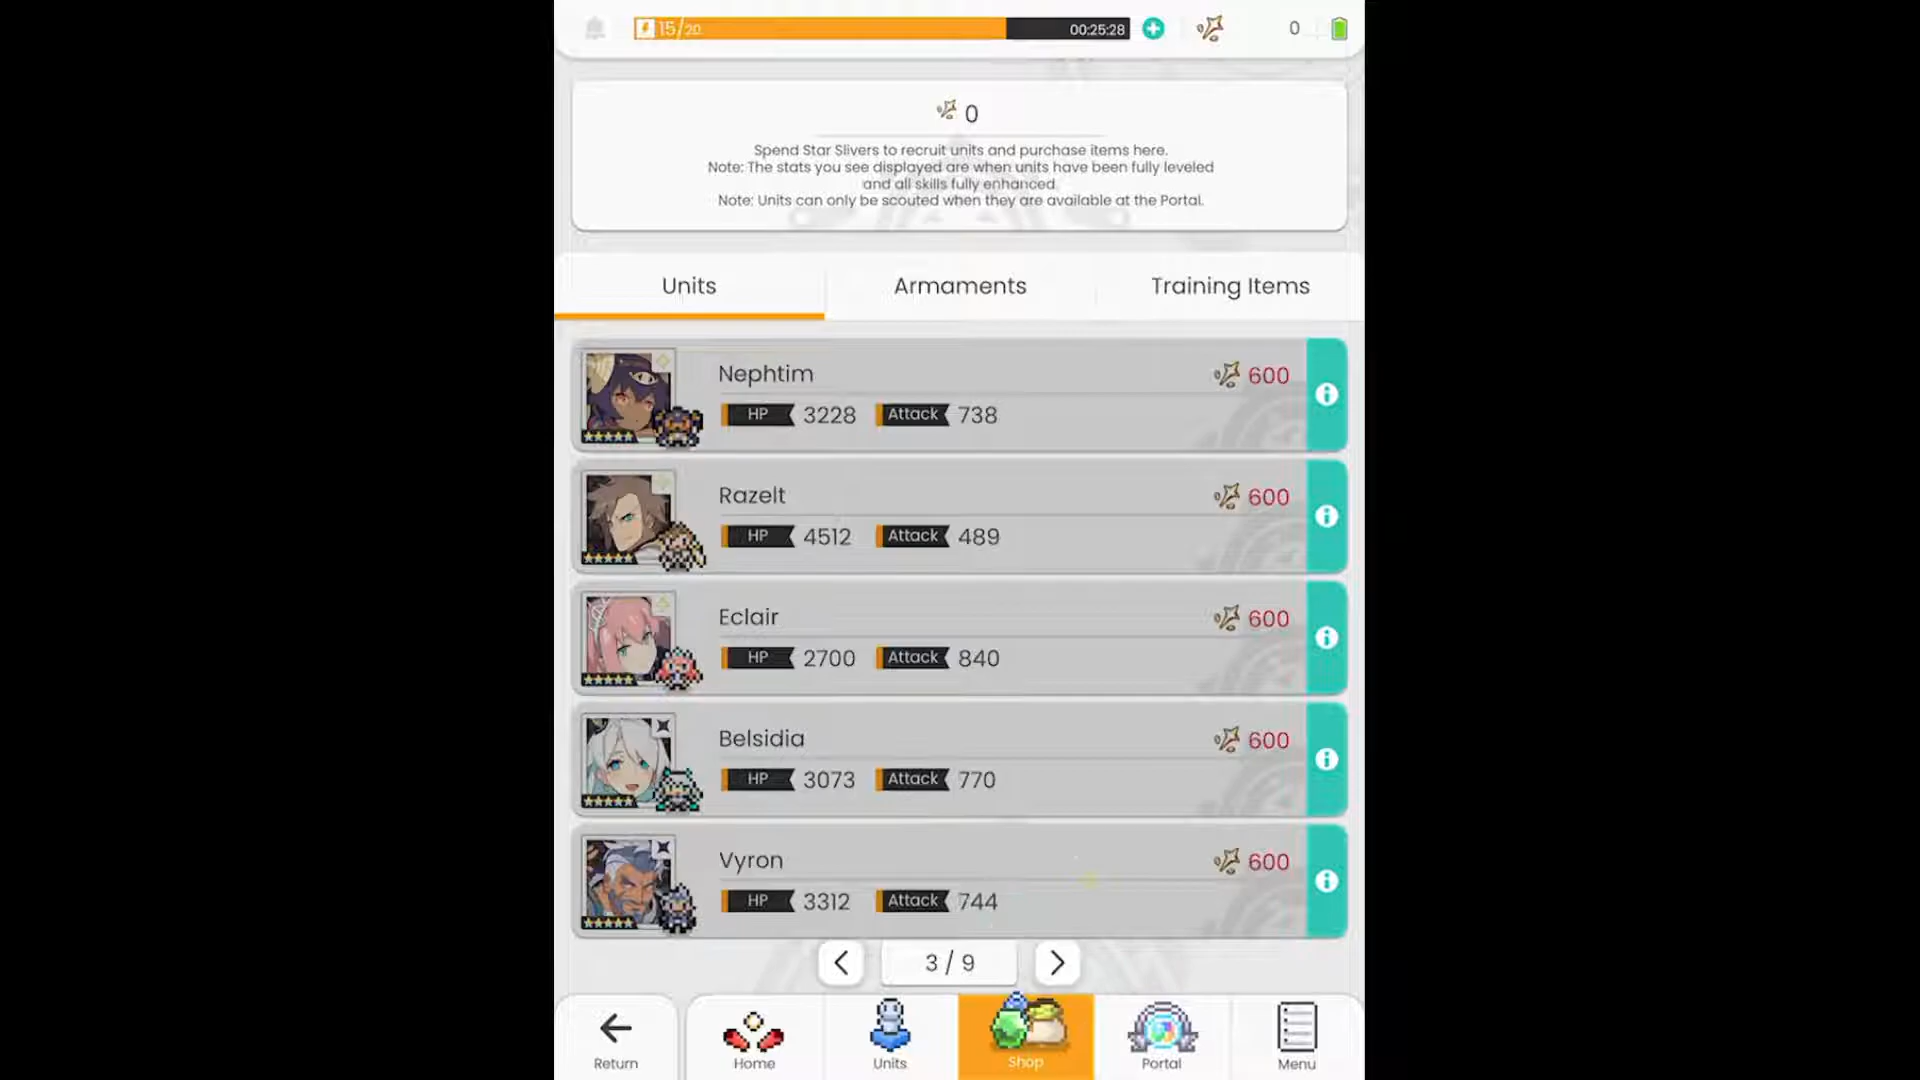 15/20
00:25:28
0
0
Spend Star Slivers to recruit units and purchase items here.
Note: The stats you see displayed are when units have been fully leveled
and all skills fully enhanced.
Note: Units can only be scouted when they are available at the Portal.
Units
Armaments
Training Items
Nephtim
600
HP 3228 Attack 738
Razelt
600
HP 4512 Attack 489
Eclair
600
HP 2700 Attack 840
Belsidia
600
HP 3073 Attack 770
Vyron
600
HP 3312 Attack 744
3 / 9
Return
Home
Units
Shop
Portal
Menu